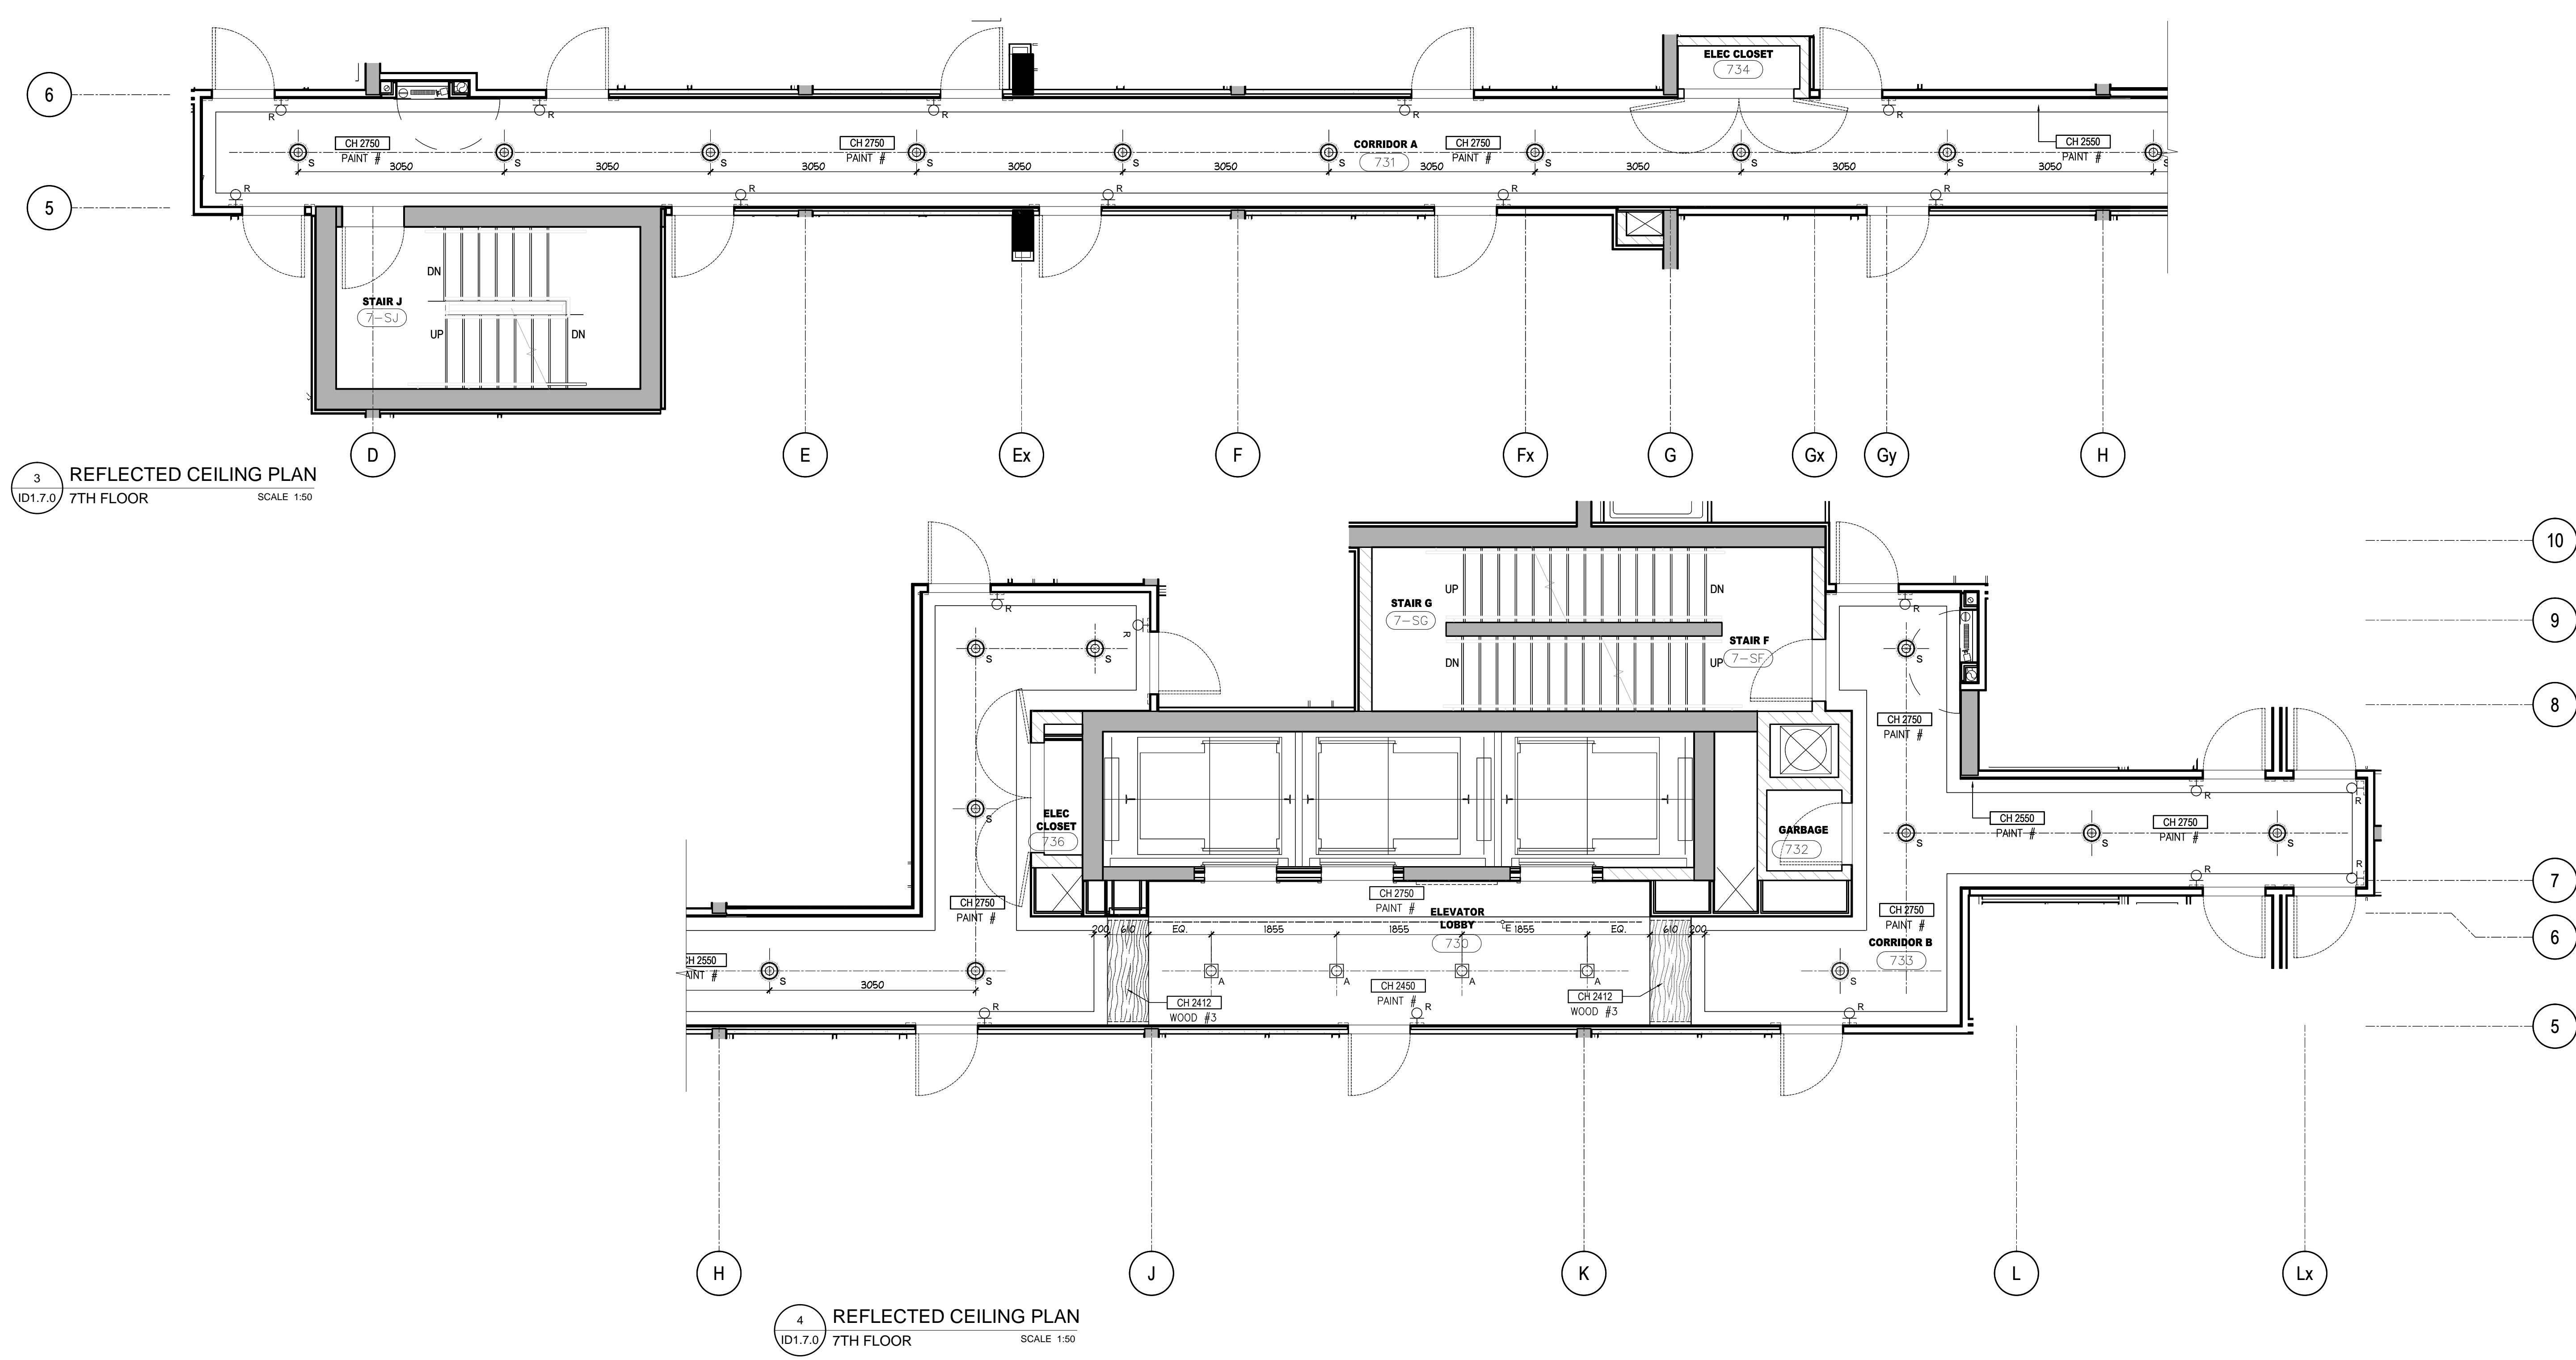 ELEC CLOSET
734
6
R
R
R
R
R
CH 2750
PAINT #
CH 2750
PAINT #
CORRIDOR A
731
CH 2750
PAINT #
CH 2550
PAINT #
S
S
S
S
S
S
S
S
S
S
3050
3050
3050
3050
3050
3050
3050
3050
3050
5
R
R
R
R
R
DN
STAIR J
7-SJ
UP
DN
D
E
Ex
F
Fx
G
Gx
Gy
H
3
ID1.7.0
REFLECTED CEILING PLAN
7TH FLOOR
SCALE 1:50
10
9
8
7
6
5
R
R
R
S
S
S
UP
DN
STAIR G
7-SG
STAIR F
7-SF
DN
UP
CH 2750
PAINT #
S
ELEC
CLOSET
736
GARBAGE
732
CH 2550
PAINT #
CH 2750
PAINT #
R
R
S
S
S
R
R
CH 2750
PAINT #
CH 2750
PAINT #
ELEVATOR
LOBBY
730
E
CH 2750
PAINT #
CORRIDOR B
733
200
610
EQ.
1855
1855
1855
EQ.
610
200
H 2550
AINT #
S
S
3050
A
A
A
A
S
CH 2412
WOOD #3
CH 2450
PAINT #
CH 2412
WOOD #3
R
R
R
H
J
K
L
Lx
4
ID1.7.0
REFLECTED CEILING PLAN
7TH FLOOR
SCALE 1:50